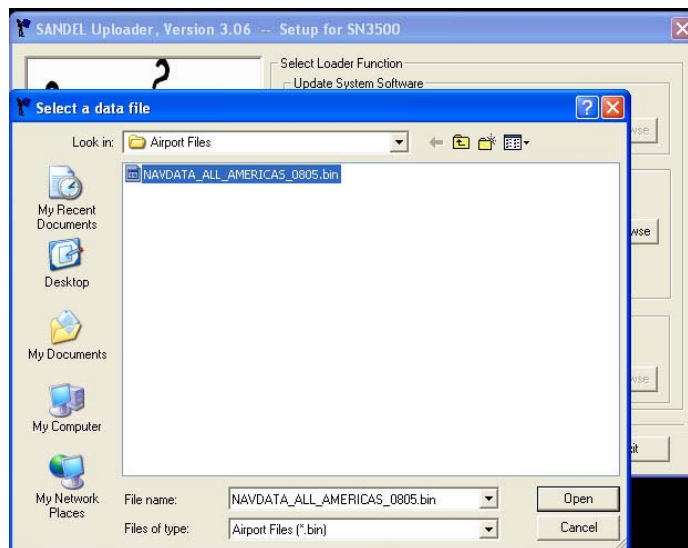 SANDEL Uploader, Version 3.06 -- Setup for SN3500
Select Loader Function
Update System Software
Select a data file
Look in:
Airport Files
NAVDATA_ALL_AMERICAS_0805.bin
My Recent
Documents
Desktop
My Documents
My Computer
My Network
Places
File name:
NAVDATA_ALL_AMERICAS_0805.bin
Open
Files of type:
Airport Files (*.bin)
Cancel